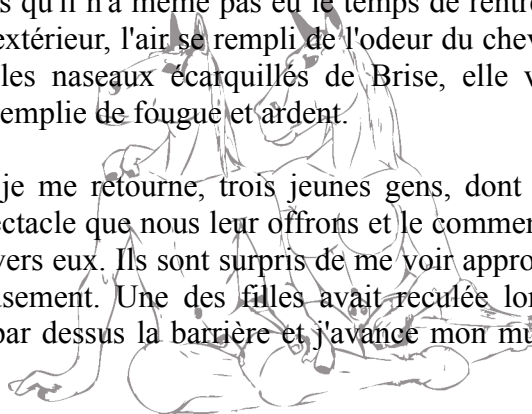 s qu'il n'a même pas eu le temps de rentre
extérieur, l'air se rempli de l'odeur du chev
les naseaux écarquillés de Brise, elle v
emplie de fougue et ardent.
je me retourne, trois jeunes gens, dont
ectacle que nous leur offrons et le commen
vers eux. Ils sont surpris de me voir appro
usement. Une des filles avait reculée lor
par dessus la barrière et j'avance mon mu